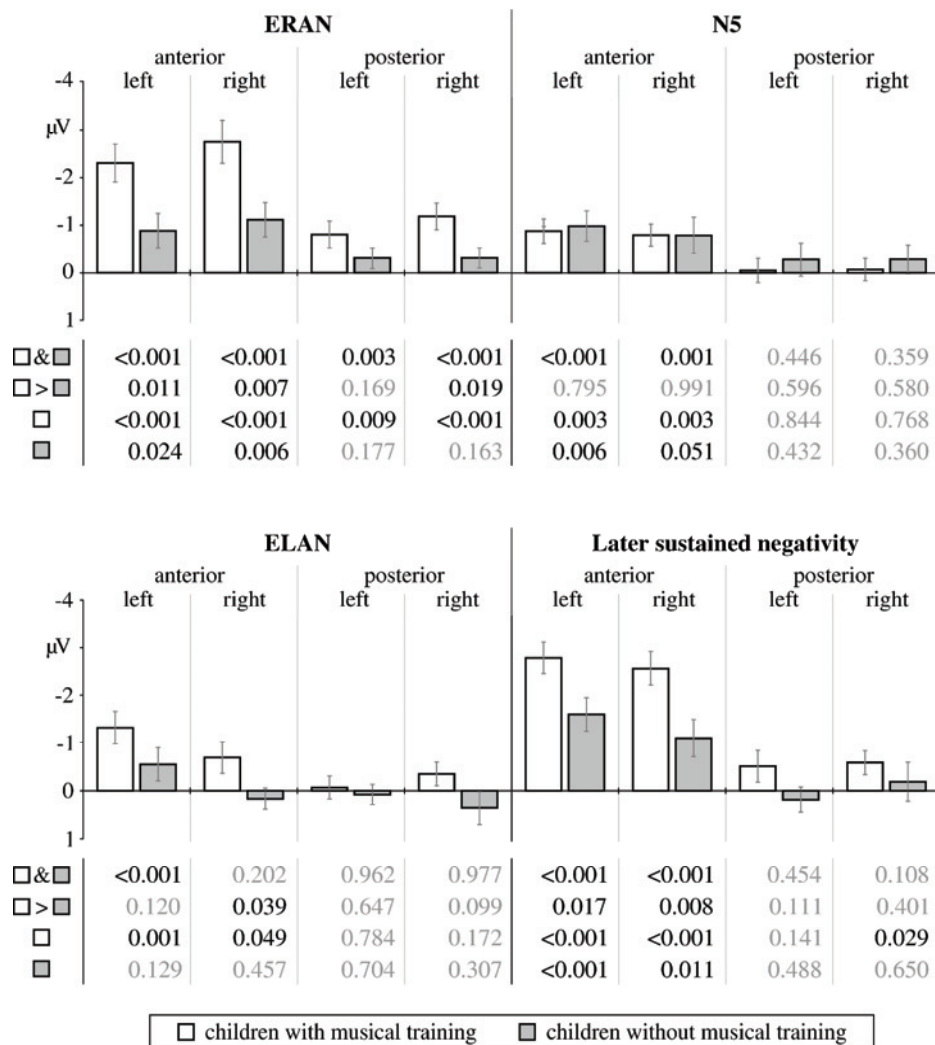 ERAN N5
anterior posterior anterior posterior
left right left right left right left right
-4
µV
-2
-1
0
1
& <0.001 <0.001 0.003 <0.001 <0.001 0.001 0.446 0.359
> 0.011 0.007 0.169 0.019 0.795 0.991 0.596 0.580
<0.001 <0.001 0.009 <0.001 0.003 0.003 0.844 0.768
0.024 0.006 0.177 0.163 0.006 0.051 0.432 0.360
ELAN Later sustained negativity
anterior posterior anterior posterior
left right left right left right left right
-4
µV
-2
-1
0
1
& <0.001 0.202 0.962 0.977 <0.001 <0.001 0.454 0.108
> 0.120 0.039 0.647 0.099 0.017 0.008 0.111 0.401
0.001 0.049 0.784 0.172 <0.001 <0.001 0.141 0.029
0.129 0.457 0.704 0.307 <0.001 0.011 0.488 0.650
children with musical training children without musical training